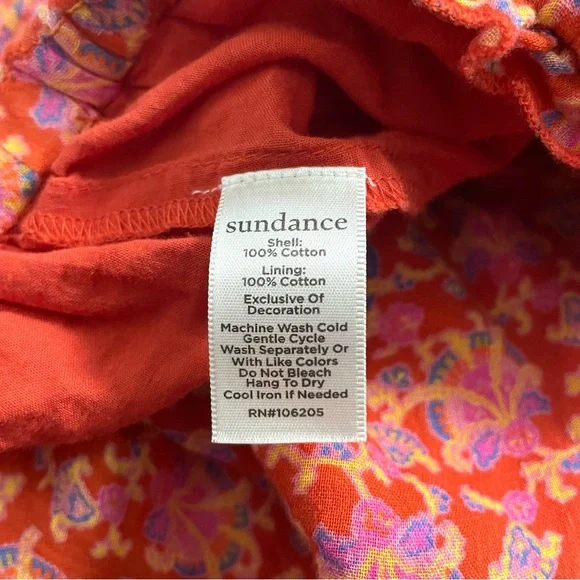 sundance
Shell:
100% Cotton
Lining:
100% Cotton
Exclusive Of
Decoration
Machine Wash Cold
Gentle Cycle
Wash Separately Or
With Like Colors
Do Not Bleach
Hang To Dry
Cool Iron If Needed
RN#106205